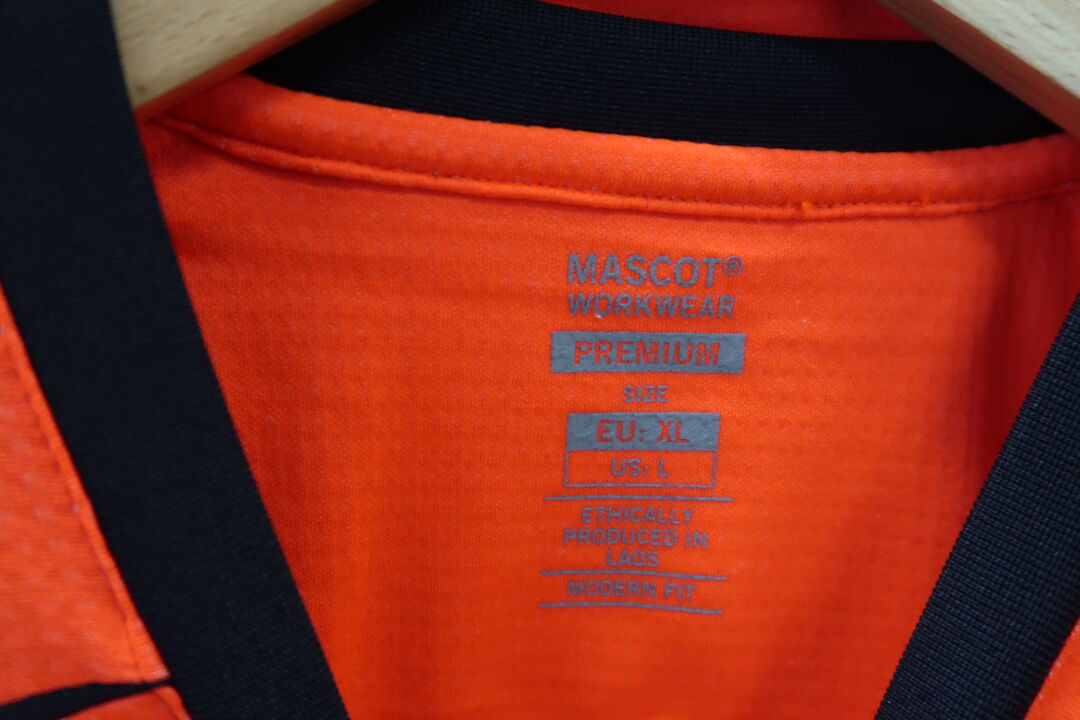 MASCOT®
WORKWEAR
PREMIUM
SIZE
EU: XL
US: L
ETHICALLY
PRODUCED IN
LAOS
MODERN FIT